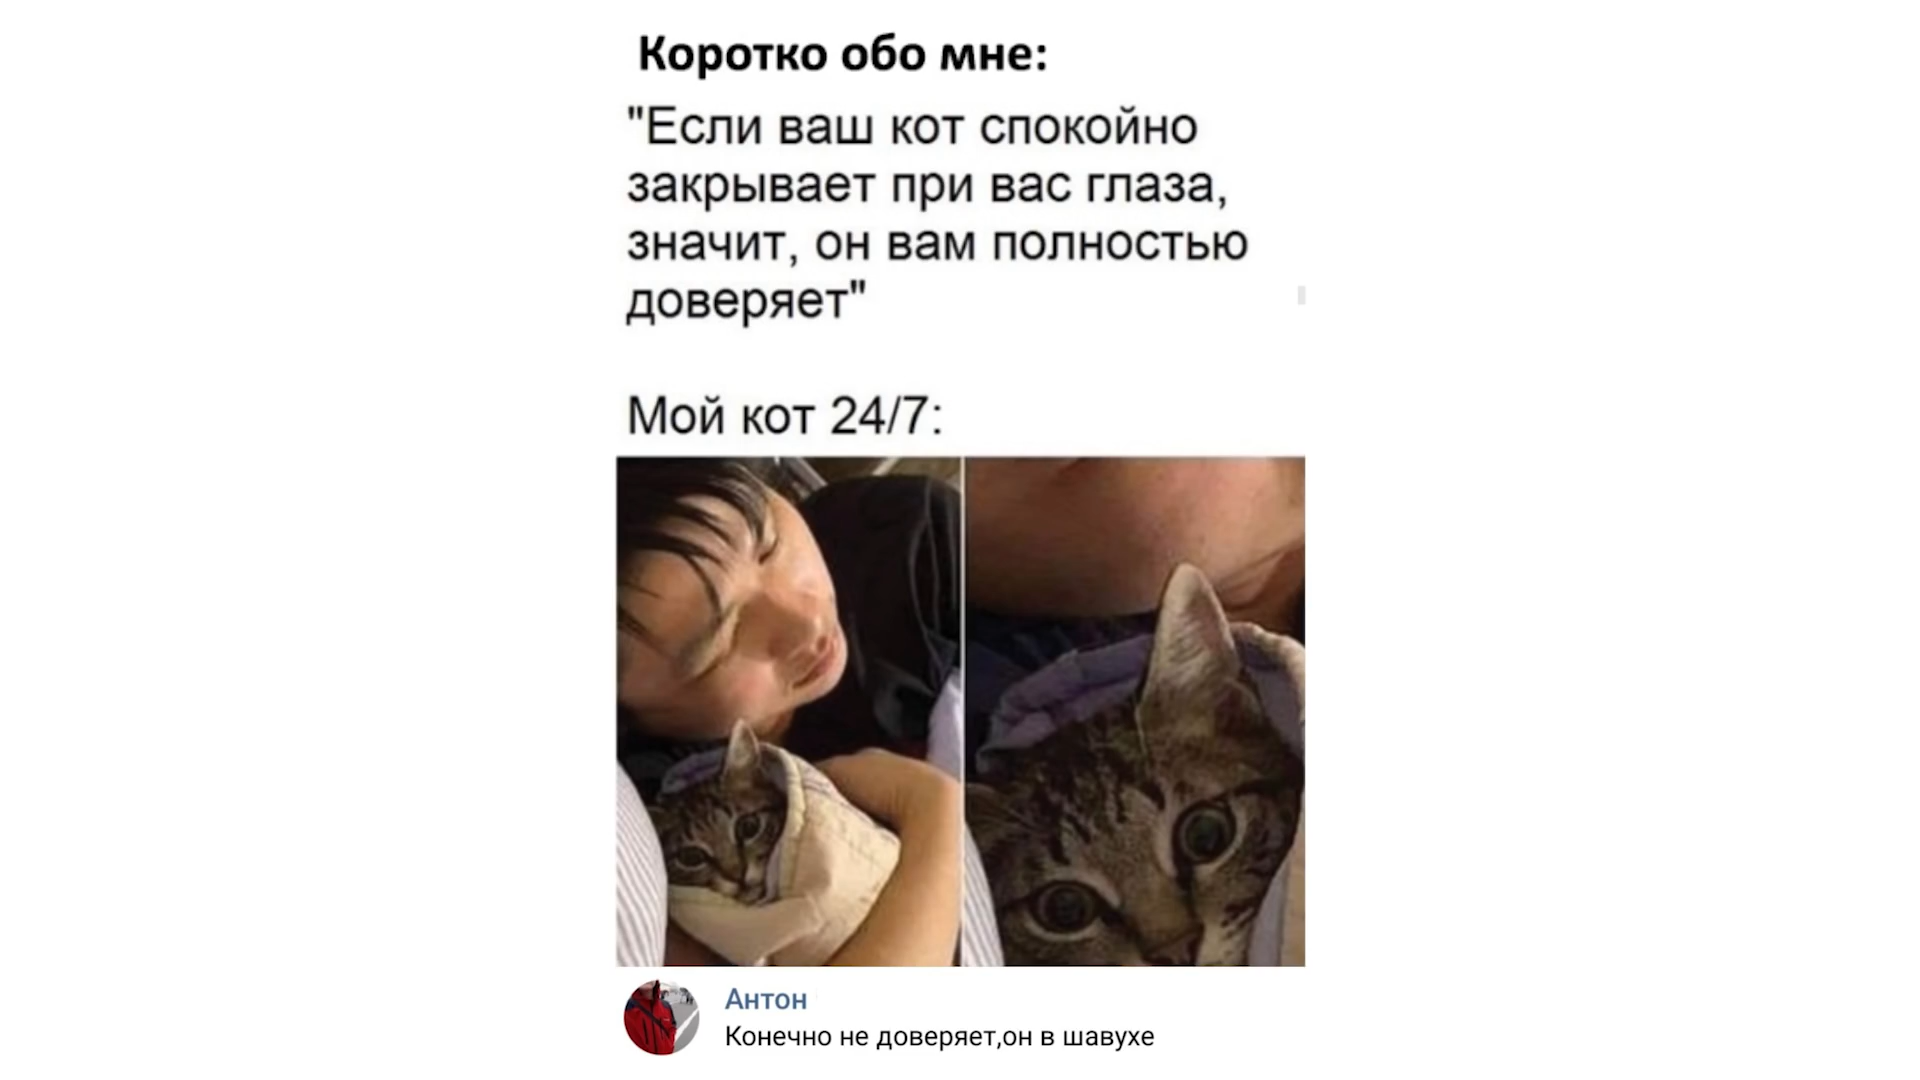 Коротко обо мне:
"Если ваш кот спокойно
закрывает при вас глаза,
значит, он вам полностью
доверяет"
Мой кот 24/7:
Антон
Конечно не доверяет,он в шавухе